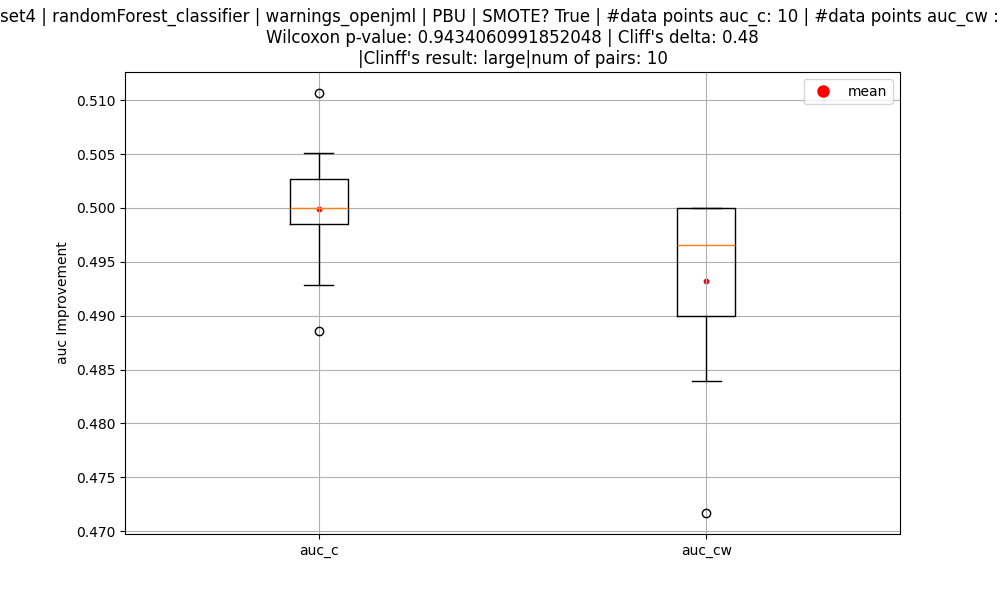 set4 | randomForest_classifier | warnings_openjml | PBU | SMOTE? True | #data points auc_c: 10 | #data points auc_cw :
Wilcoxon p-value: 0.9434060991852048 | Cliff's delta: 0.48
|Clinff's result: large|num of pairs: 10
mean
0.510
0.505
0.500
0.495
0.490
0.485
0.480
0.475
0.470
auc Improvement
auc_c
auc_cw